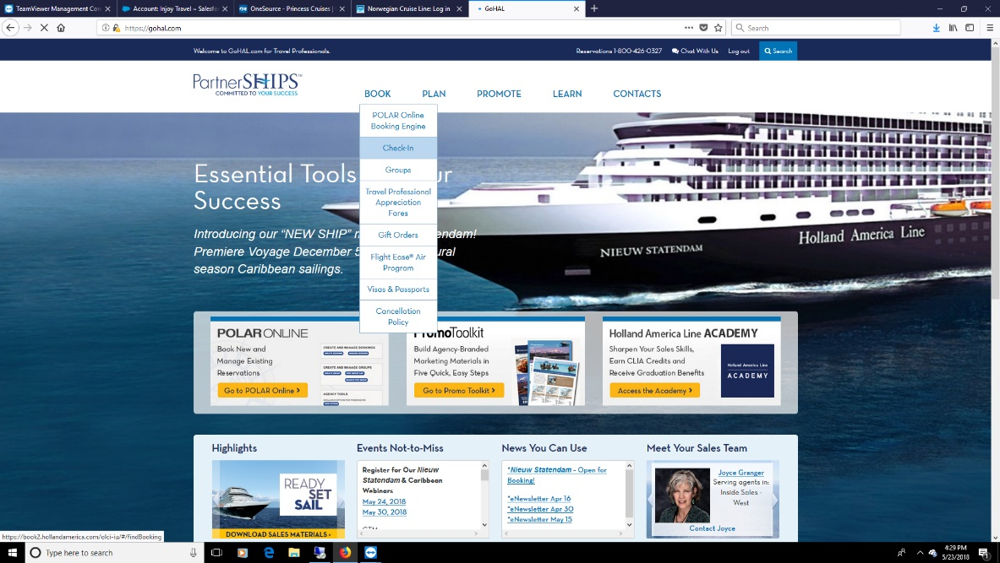 TeamViewer Management Con
Account: Injoy Travel ~ Salesfo
OneSource - Princess Cruises |
Norwegian Cruise Line: Log in
GoHAL
https://gohal.com
Search
Welcome to GoHAL.com for Travel Professionals.
Reservations 1-800-426-0327
Chat With Us
Log out
Search
PartnerSHIPS™
COMMITTED TO YOUR SUCCESS
BOOK
PLAN
PROMOTE
LEARN
CONTACTS
POLAR Online
Booking Engine
Check-In
Groups
Travel Professional
Appreciation
Fares
Gift Orders
Flight Ease® Air
Program
Visas & Passports
Cancellation
Policy
Essential Tools ur
Success
Introducing our “NEW SHIP” endam!
Premiere Voyage December 5 ural
season Caribbean sailings.
NIEUW STATENDAM
Holland America Line
POLAR ONLINE
Book New and
Manage Existing
Reservations
Go to POLAR Online >
CREATE AND MANAGE BOOKINGS
CREATE AND MANAGE GROUPS
AGENCY TOOLS
PromoToolkit
Build Agency-Branded
Marketing Materials in
Five Quick, Easy Steps
Go to Promo Toolkit >
Holland America Line ACADEMY
Sharpen Your Sales Skills,
Earn CLIA Credits and
Receive Graduation Benefits
Access the Academy >
Holland America Line
ACADEMY
Highlights
READY
SET
SAIL
DOWNLOAD SALES MATERIALS
Events Not-to-Miss
Register for Our Nieuw
Statendam & Caribbean
Webinars
May 24, 2018
May 30, 2018
News You Can Use
*Nieuw Statendam - Open for
Booking!
*eNewsletter Apr 16
*eNewsletter Apr 30
*eNewsletter May 15
Meet Your Sales Team
Joyce Granger
Serving agents in:
Inside Sales -
West
Contact Joyce
https://book2.hollandamerica.com/olci-iu/#/findBooking
Type here to search
4:29 PM
5/23/2018